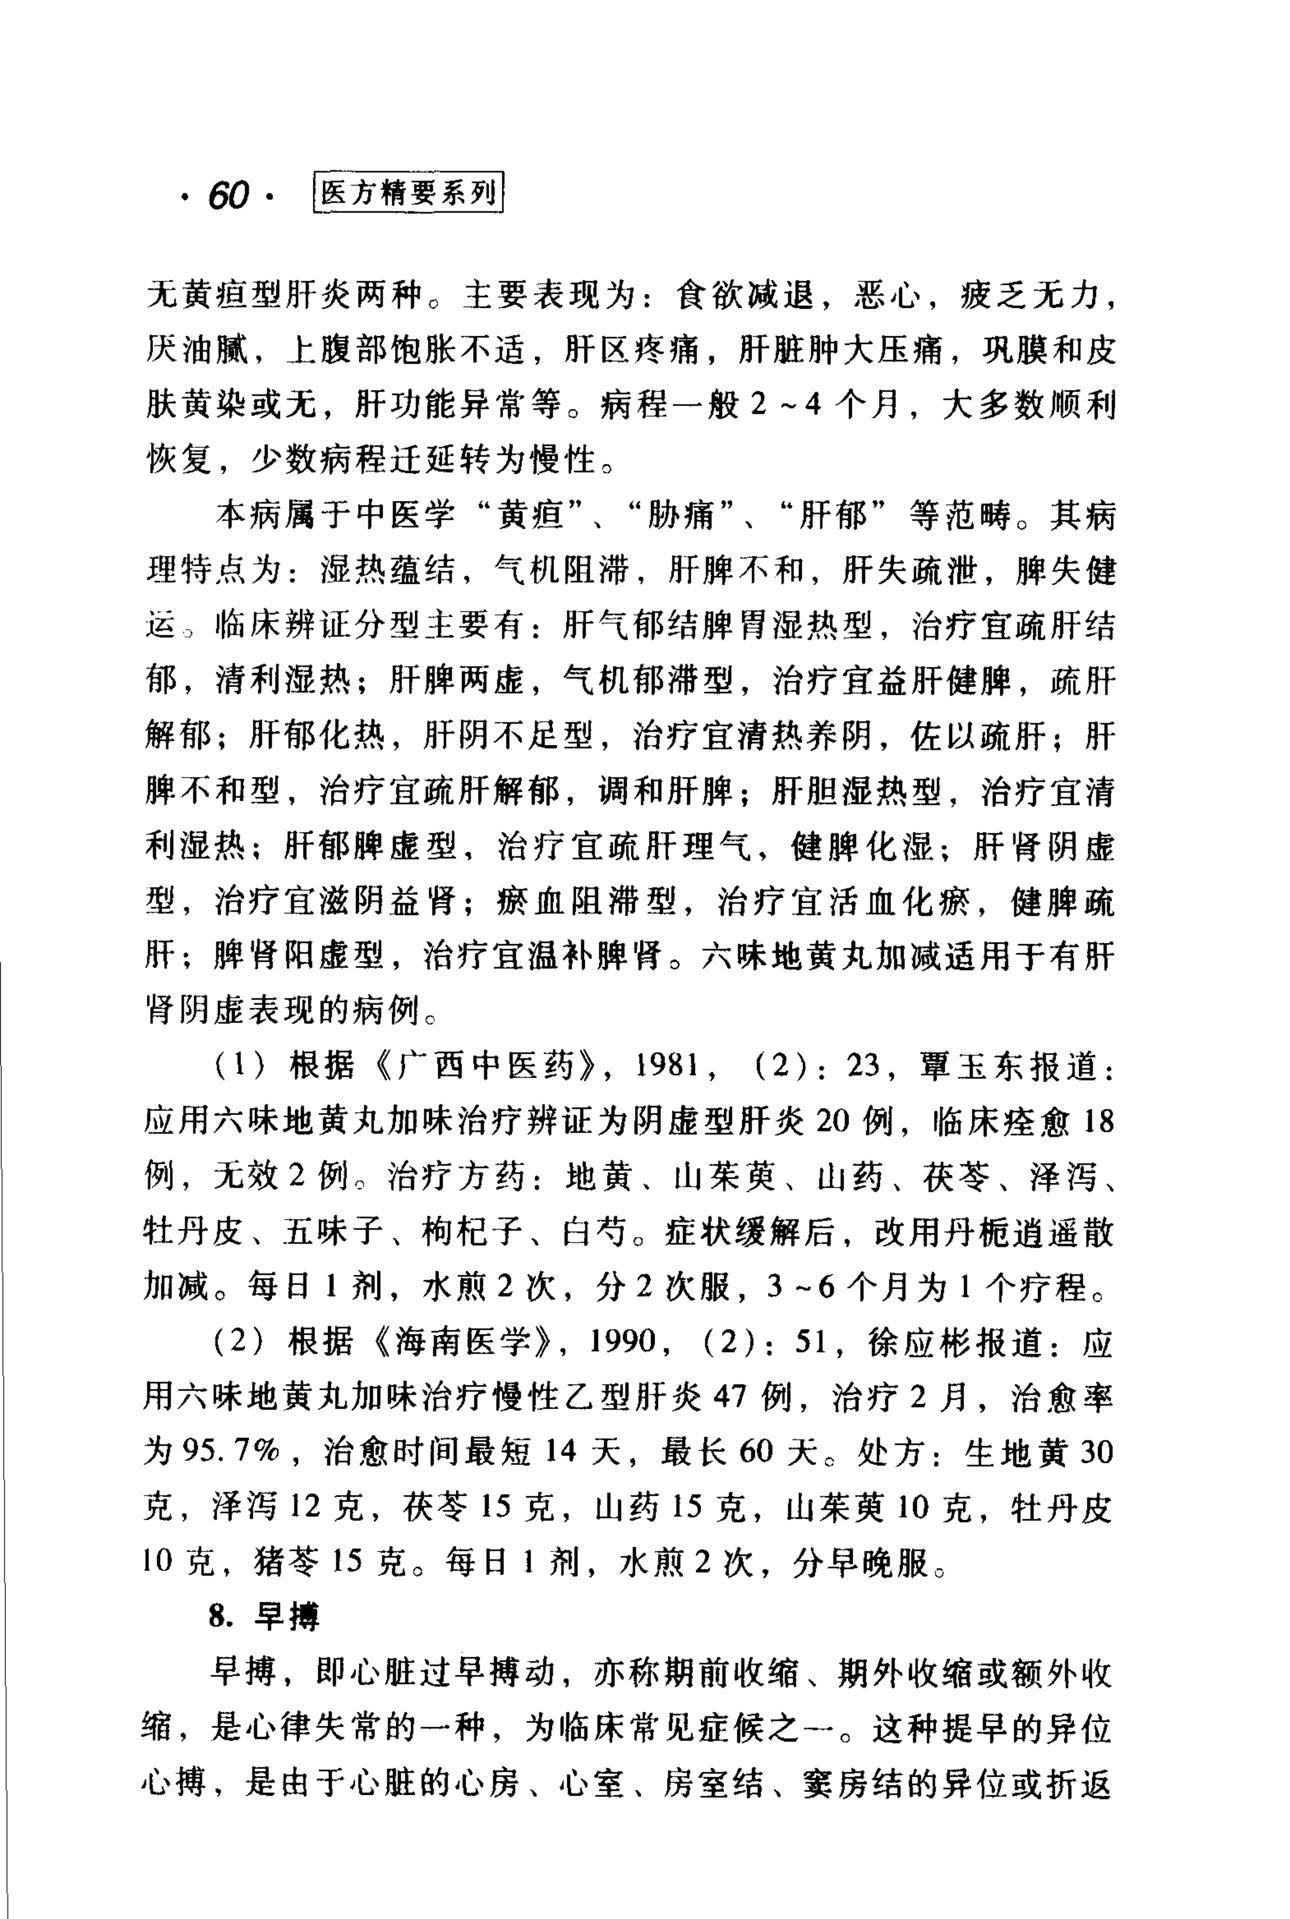 ·60· 医方精要系列
无黄疸型肝炎两种。主要表现为：食欲减退，恶心，疲乏无力，
厌油腻，上腹部饱胀不适，肝区疼痛，肝脏肿大压痛，巩膜和皮
肤黄染或无，肝功能异常等。病程一般2~4个月，大多数顺利
恢复，少数病程迁延转为慢性。
本病属于中医学“黄疸”、“胁痛”、“肝郁”等范畴。其病
理特点为：湿热蕴结，气机阻滞，肝脾不和，肝失疏泄，脾失健
运。临床辨证分型主要有：肝气郁结脾胃湿热型，治疗宜疏肝结
郁，清利湿热；肝脾两虚，气机郁滞型，治疗宜益肝健脾，疏肝
解郁；肝郁化热，肝阴不足型，治疗宜清热养阴，佐以疏肝；肝
脾不和型，治疗宜疏肝解郁，调和肝脾；肝胆湿热型，治疗宜清
利湿热；肝郁脾虚型，治疗宜疏肝理气，健脾化湿；肝肾阴虚
型，治疗宜滋阴益肾；瘀血阻滞型，治疗宜活血化瘀，健脾疏
肝；脾肾阳虚型，治疗宜温补脾肾。六味地黄丸加减适用于有肝
肾阴虚表现的病例。
(1) 根据《广西中医药》，1981，(2)：23，覃玉东报道：
应用六味地黄丸加味治疗辨证为阴虚型肝炎20例，临床痊愈18
例，无效2例。治疗方药：地黄、山茱萸、山药、茯苓、泽泻、
牡丹皮、五味子、枸杞子、白芍。症状缓解后，改用丹栀逍遥散
加减。每日1剂，水煎2次，分2次服，3~6个月为1个疗程。
(2) 根据《海南医学》，1990，(2)：51，徐应彬报道：应
用六味地黄丸加味治疗慢性乙型肝炎47例，治疗2月，治愈率
为95.7%，治愈时间最短14天，最长60天。处方：生地黄30
克，泽泻12克，茯苓15克，山药15克，山茱萸10克，牡丹皮
10克，猪苓15克。每日1剂，水煎2次，分早晚服。
8. 早搏
早搏，即心脏过早搏动，亦称期前收缩、期外收缩或额外收
缩，是心律失常的一种，为临床常见症候之一。这种提早的异位
心搏，是由于心脏的心房、心室、房室结、窦房结的异位或折返